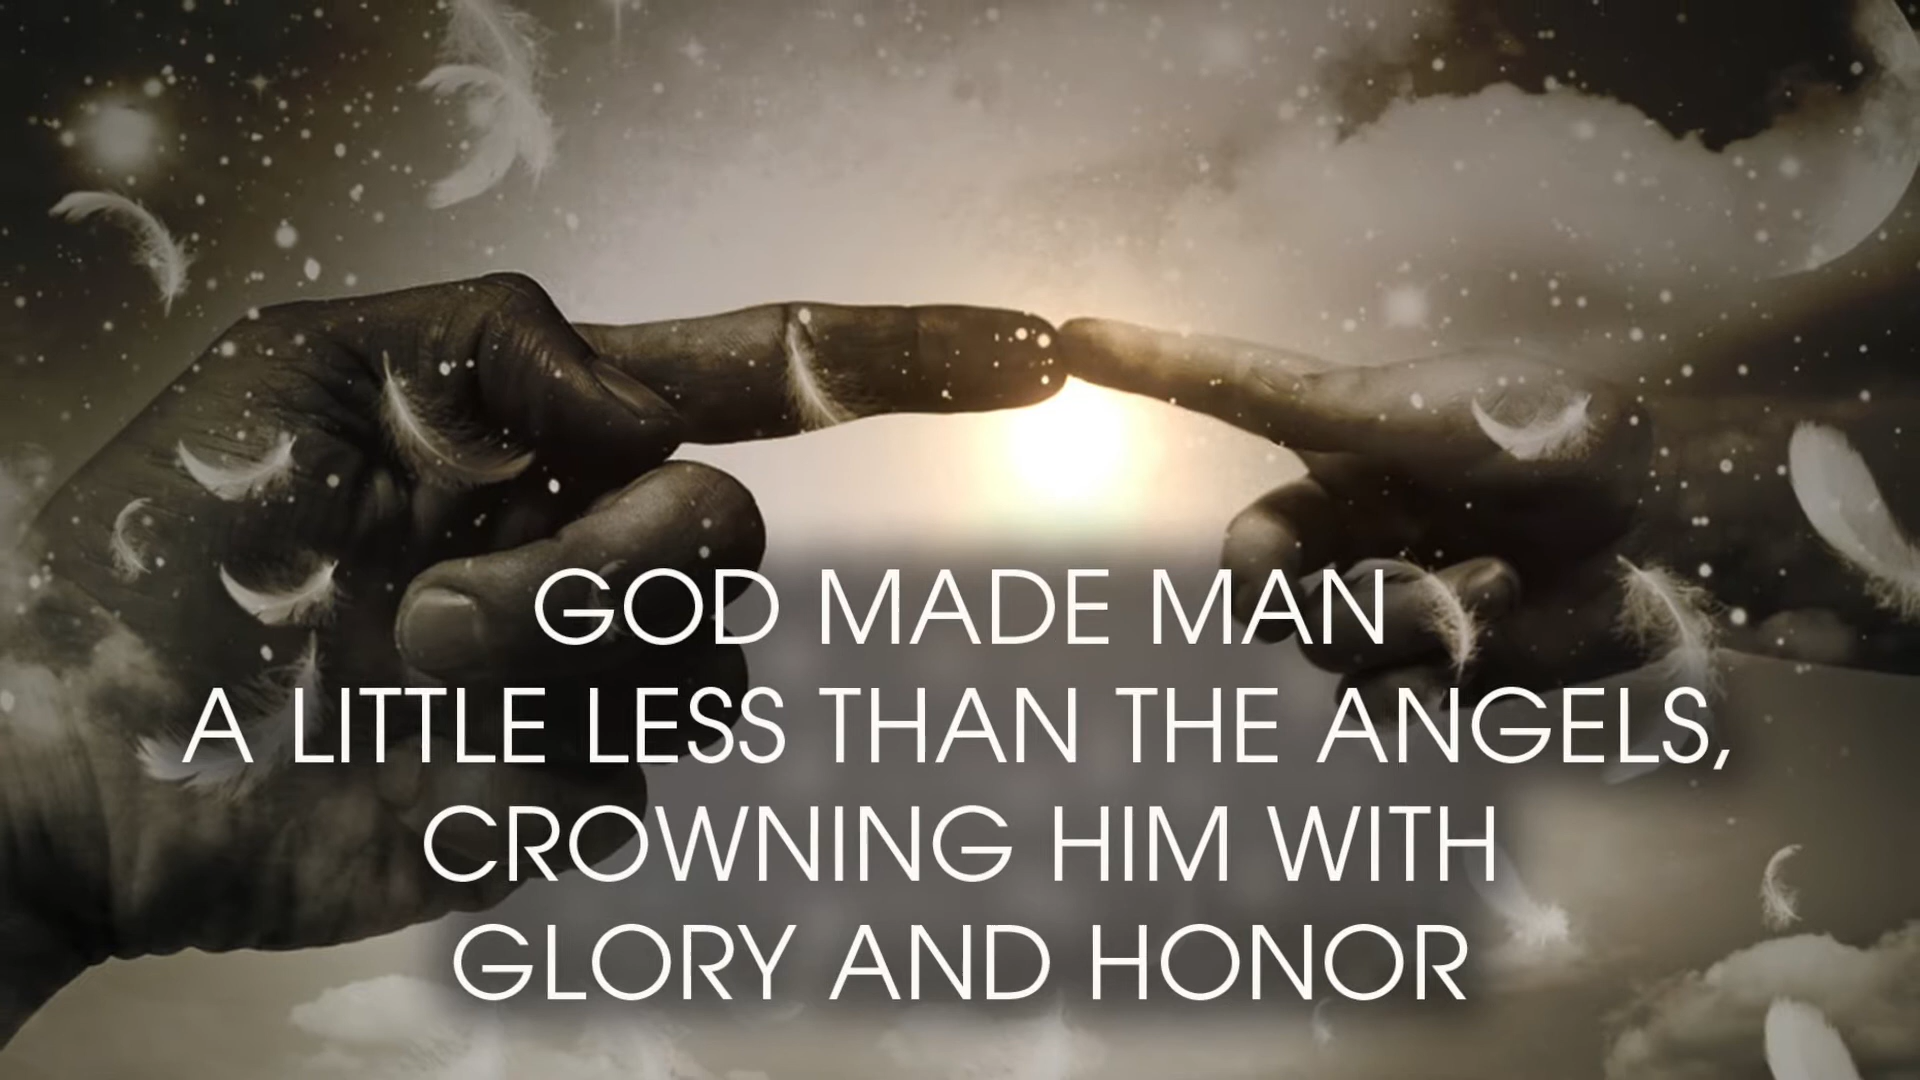 GOD MADE MAN
A LITTLE LESS THAN THE ANGELS,
CROWNING HIM WITH
GLORY AND HONOR